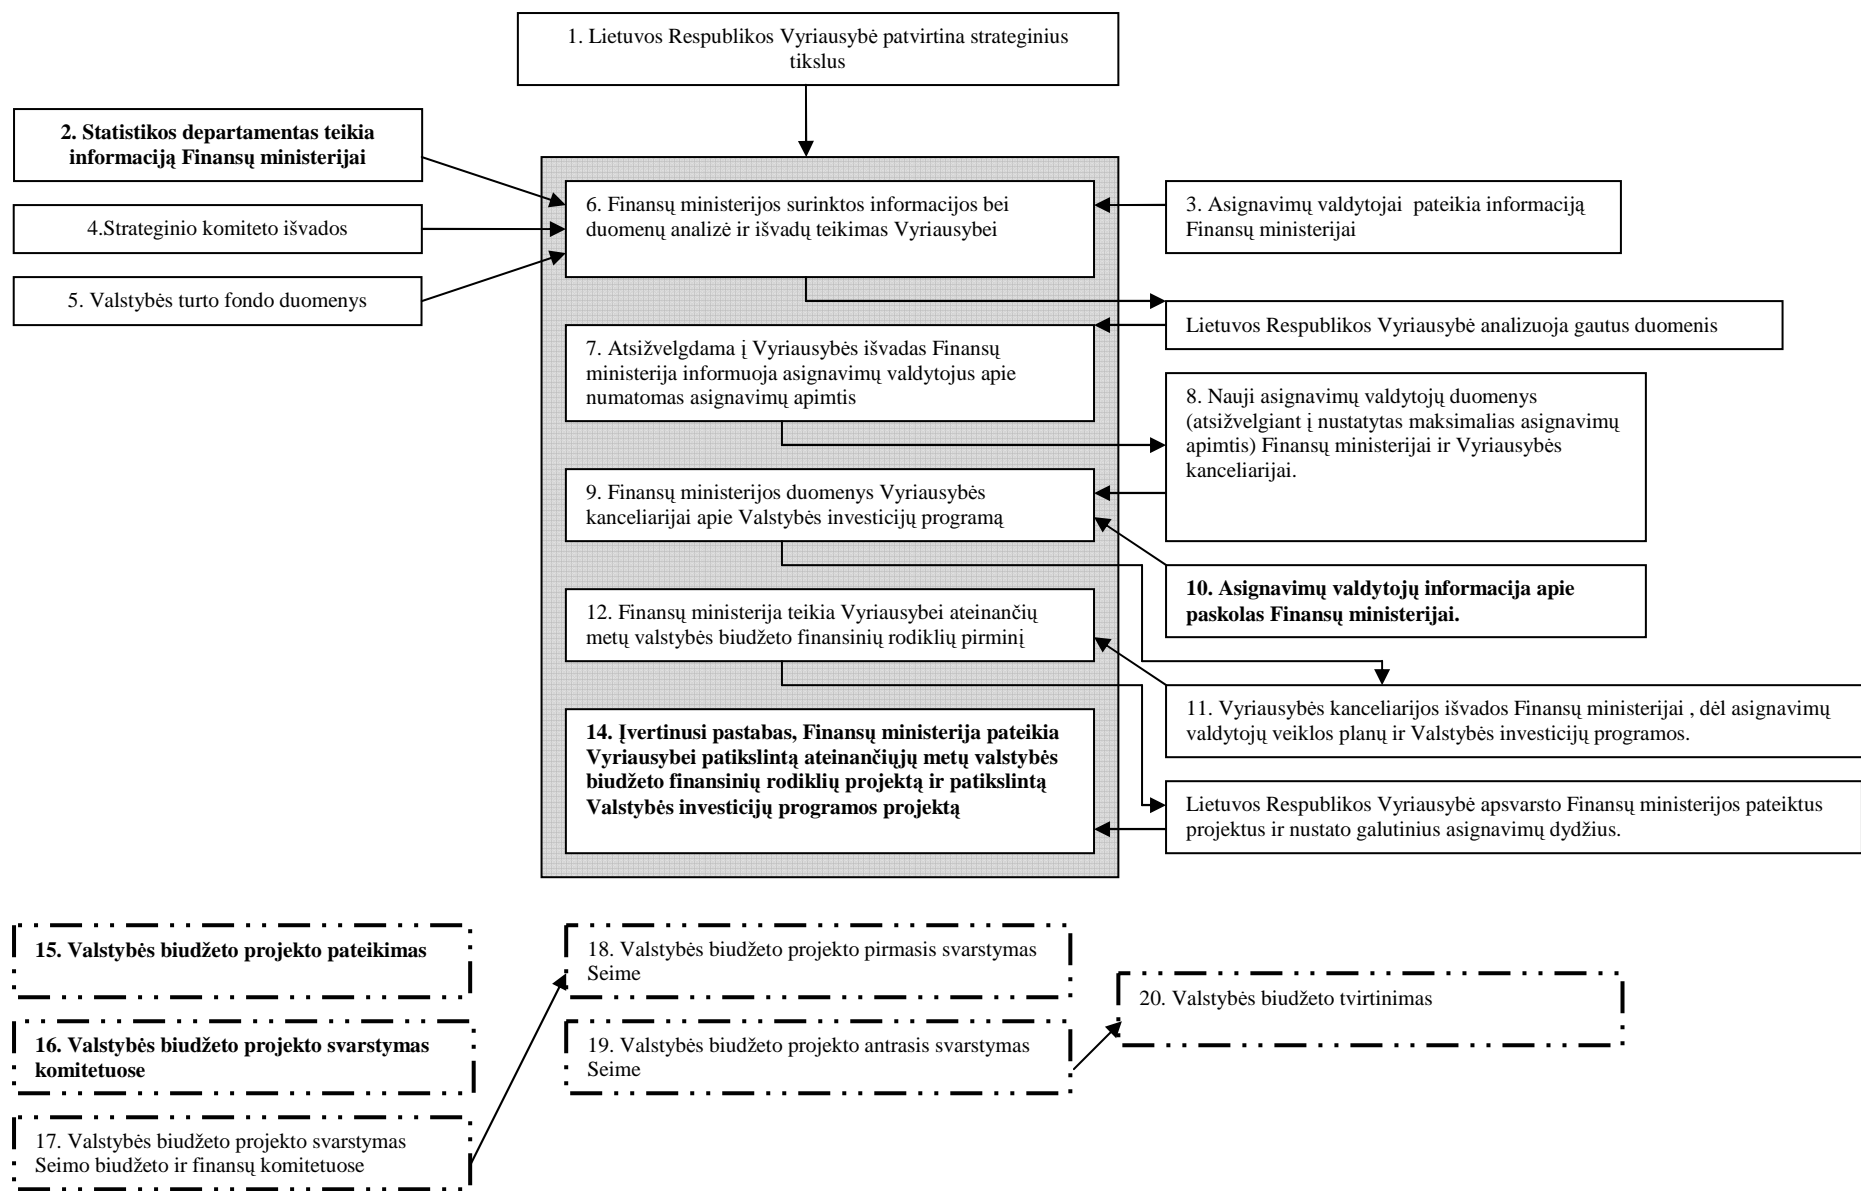 1. Lietuvos Respublikos Vyriausybė patvirtina strateginius
tikslus
2. Statistikos departamentas teikia
informaciją Finansų ministerijai
4.Strateginio komiteto išvados
5. Valstybės turto fondo duomenys
6. Finansų ministerijos surinktos informacijos bei
duomenų analizė ir išvadų teikimas Vyriausybei
3. Asignavimų valdytojai pateikia informaciją
Finansų ministerijai
Lietuvos Respublikos Vyriausybė analizuoja gautus duomenis
7. Atsižvelgdama į Vyriausybės išvadas Finansų
ministerija informuoja asignavimų valdytojus apie
numatomas asignavimų apimtis
8. Nauji asignavimų valdytojų duomenys
(atsižvelgiant į nustatytas maksimalias asignavimų
apimtis) Finansų ministerijai ir Vyriausybės
kanceliarijai.
9. Finansų ministerijos duomenys Vyriausybės
kanceliarijai apie Valstybės investicijų programą
10. Asignavimų valdytojų informacija apie
paskolas Finansų ministerijai.
12. Finansų ministerija teikia Vyriausybei ateinančių
metų valstybės biudžeto finansinių rodiklių pirminį
11. Vyriausybės kanceliarijos išvados Finansų ministerijai , dėl asignavimų
valdytojų veiklos planų ir Valstybės investicijų programos.
14. Įvertinusi pastabas, Finansų ministerija pateikia
Vyriausybei patikslintą ateinančiųjų metų valstybės
biudžeto finansinių rodiklių projektą ir patikslintą
Valstybės investicijų programos projektą
Lietuvos Respublikos Vyriausybė apsvarsto Finansų ministerijos pateiktus
projektus ir nustato galutinius asignavimų dydžius.
15. Valstybės biudžeto projekto pateikimas
16. Valstybės biudžeto projekto svarstymas
komitetuose
17. Valstybės biudžeto projekto svarstymas
Seimo biudžeto ir finansų komitetuose
18. Valstybės biudžeto projekto pirmasis svarstymas
Seime
19. Valstybės biudžeto projekto antrasis svarstymas
Seime
20. Valstybės biudžeto tvirtinimas